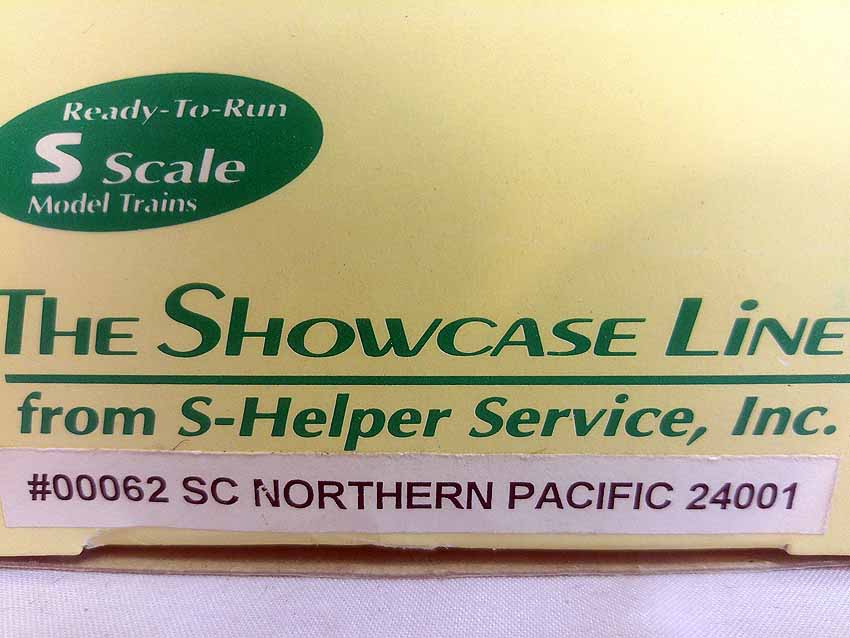 Ready-To-Run
S Scale
Model Trains
THE SHOWCASE LiNE
from S-Helper Service, Inc.
#00062 SC NORTHERN PACIFIC 24001